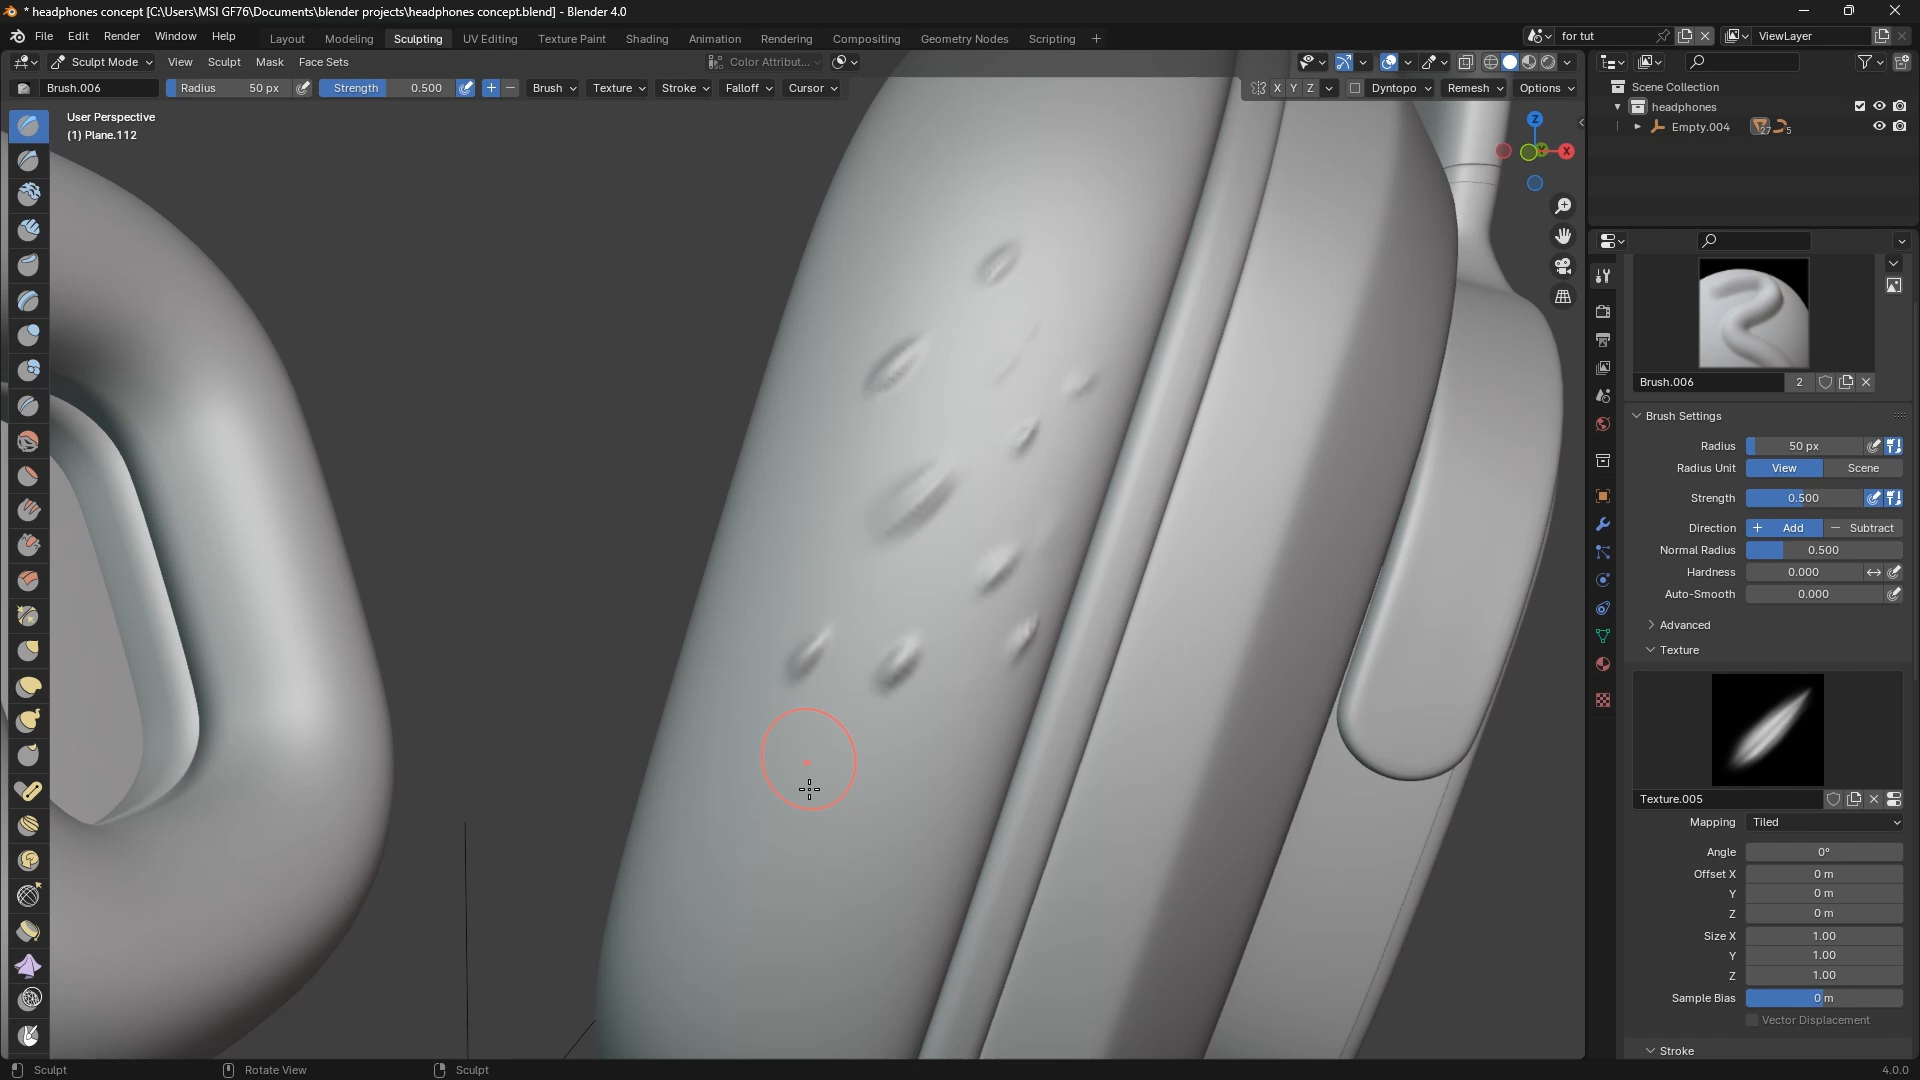 * headphones concept [C:\Users\MSI GF76\Documents\blender projects\headphones concept.blend] - Blender 4.0
File Edit Render Window Help Layout Modeling Sculpting UV Editing Texture Paint Shading Animation Rendering Compositing Geometry Nodes Scripting + for tut ViewLayer
Sculpt Mode View Sculpt Mask Face Sets Color Attribut...
Brush.006 Radius 50 px Strength 0.500 Brush Texture Stroke Falloff Cursor X Y Z Dyntopo Remesh Options
User Perspective
(1) Plane.112
Z
X
Scene Collection
headphones
Empty.004 27 5
Brush.006 2
Brush Settings
Radius 50 px
Radius Unit View Scene
Strength 0.500
Direction + Add − Subtract
Normal Radius 0.500
Hardness 0.000
Auto-Smooth 0.000
Advanced
Texture
Texture.005
Mapping Tiled
Angle 0°
Offset X 0 m
Y 0 m
Z 0 m
Size X 1.00
Y 1.00
Z 1.00
Sample Bias 0 m
Vector Displacement
Stroke
Sculpt Rotate View Sculpt 4.0.0